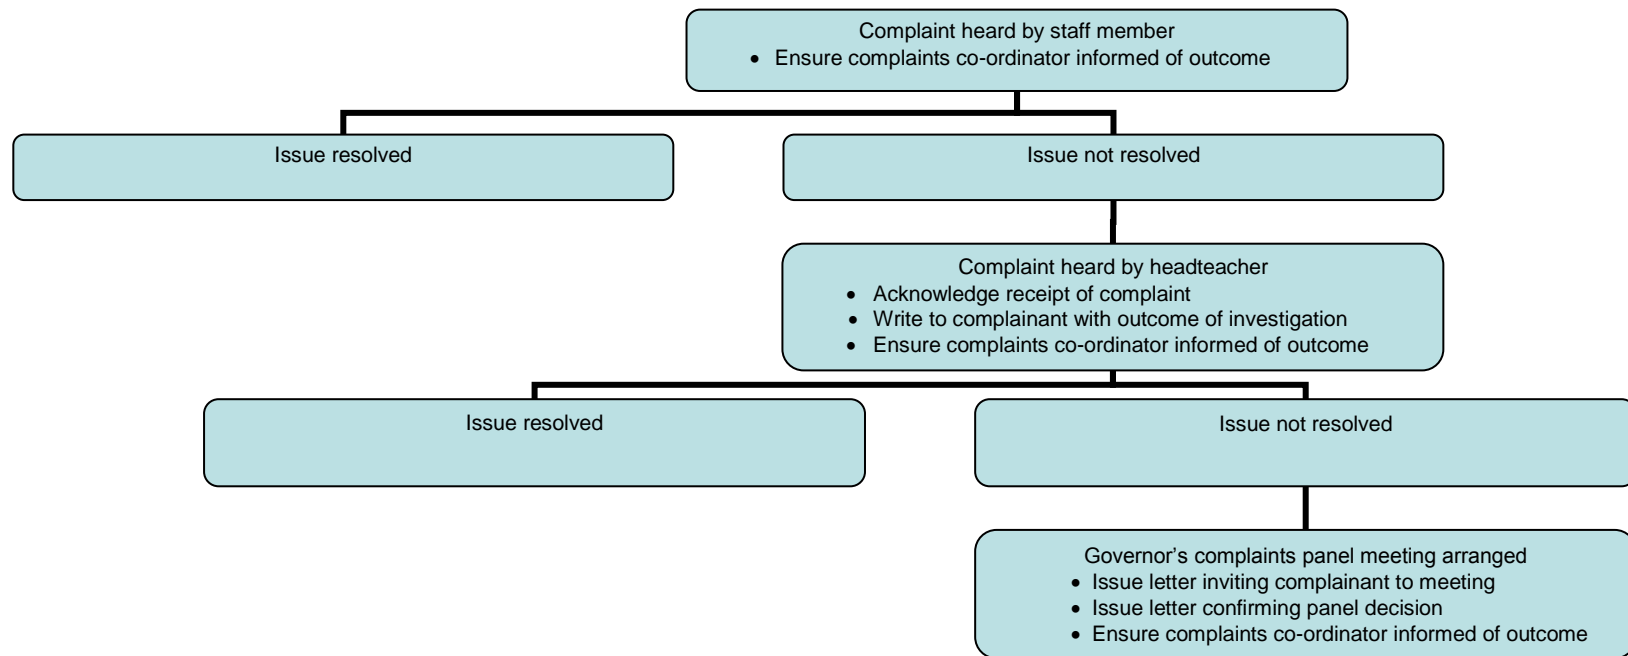 Complaint heard by staff member
• Ensure complaints co-ordinator informed of outcome
Issue resolved
Issue not resolved
Complaint heard by headteacher
• Acknowledge receipt of complaint
• Write to complainant with outcome of investigation
• Ensure complaints co-ordinator informed of outcome
Issue resolved
Issue not resolved
Governor’s complaints panel meeting arranged
• Issue letter inviting complainant to meeting
• Issue letter confirming panel decision
• Ensure complaints co-ordinator informed of outcome